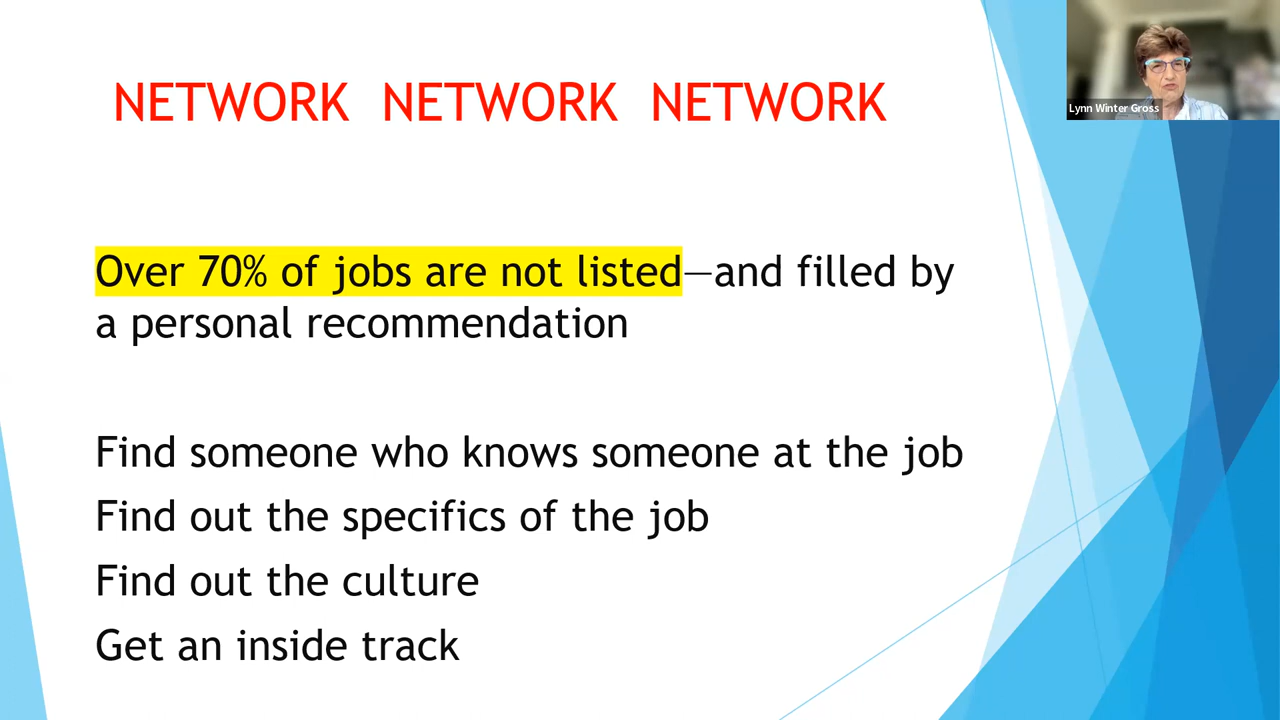 NETWORK NETWORK NETWORK
Lynn Winter Gross
Over 70% of jobs are not listed—and filled by
a personal recommendation
Find someone who knows someone at the job
Find out the specifics of the job
Find out the culture
Get an inside track